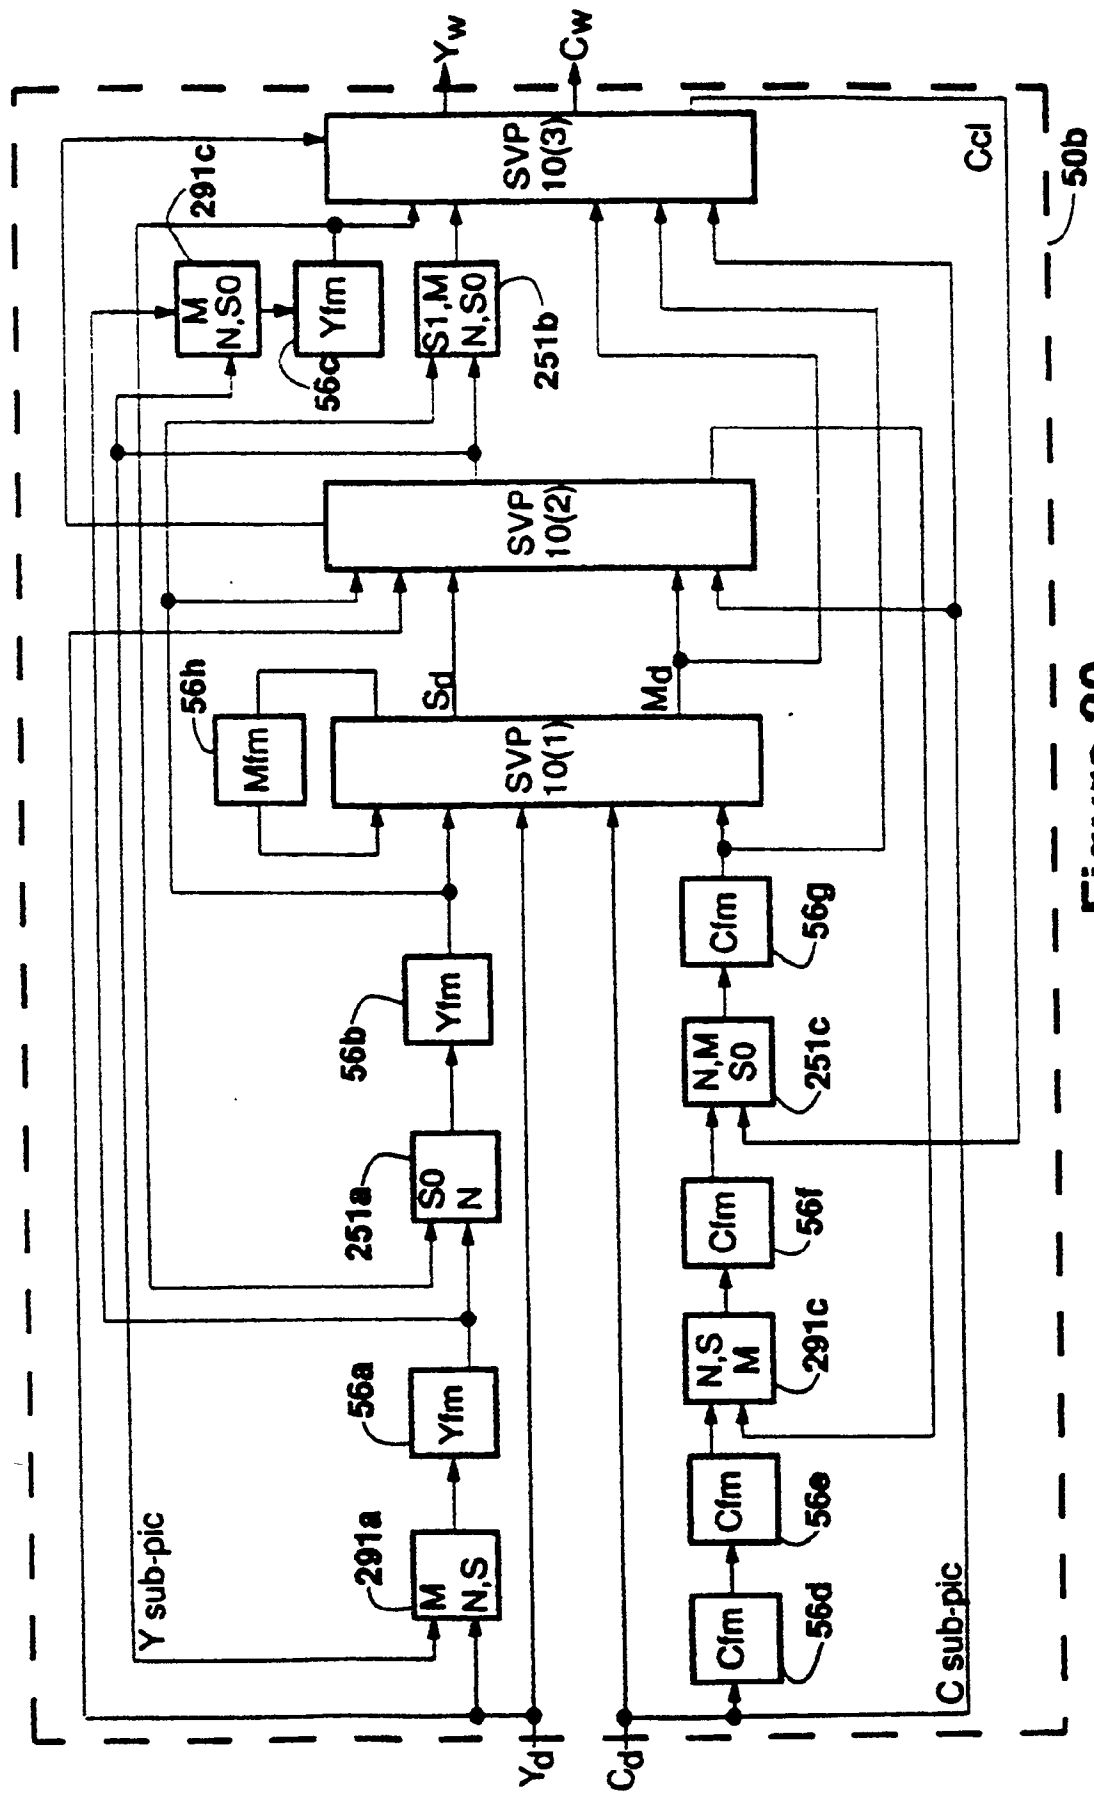 Y sub-pic
291a
M
N,S
56a
Yfm
251a
S0
N
56b
Yfm
56h
Mfm
SVP
10(1)
Sd
Md
SVP
10(2)
291c
M
N,S0
56c
Yfm
S1,M
N,S0
251b
SVP
10(3)
Yw
Cw
Yd
Cd
Cfm
56d
Cfm
56e
N,S
M
291c
Cfm
56f
N,M
S0
251c
Cfm
56g
C sub-pic
Ccl
50b
Figure